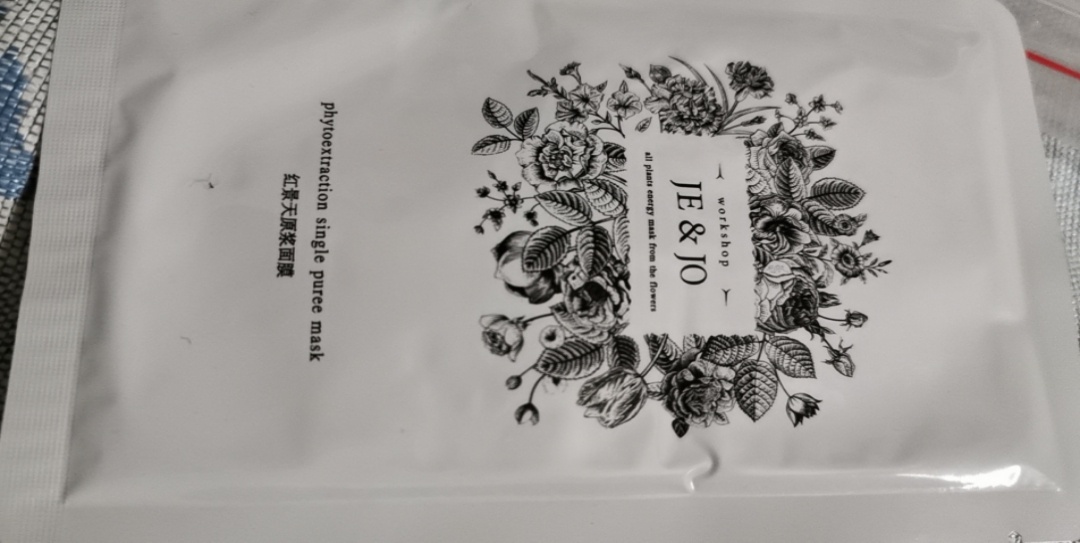 workshop
JE & JO
all plants energy mask from the flowers
phytoextraction single puree mask
红景天原浆面膜